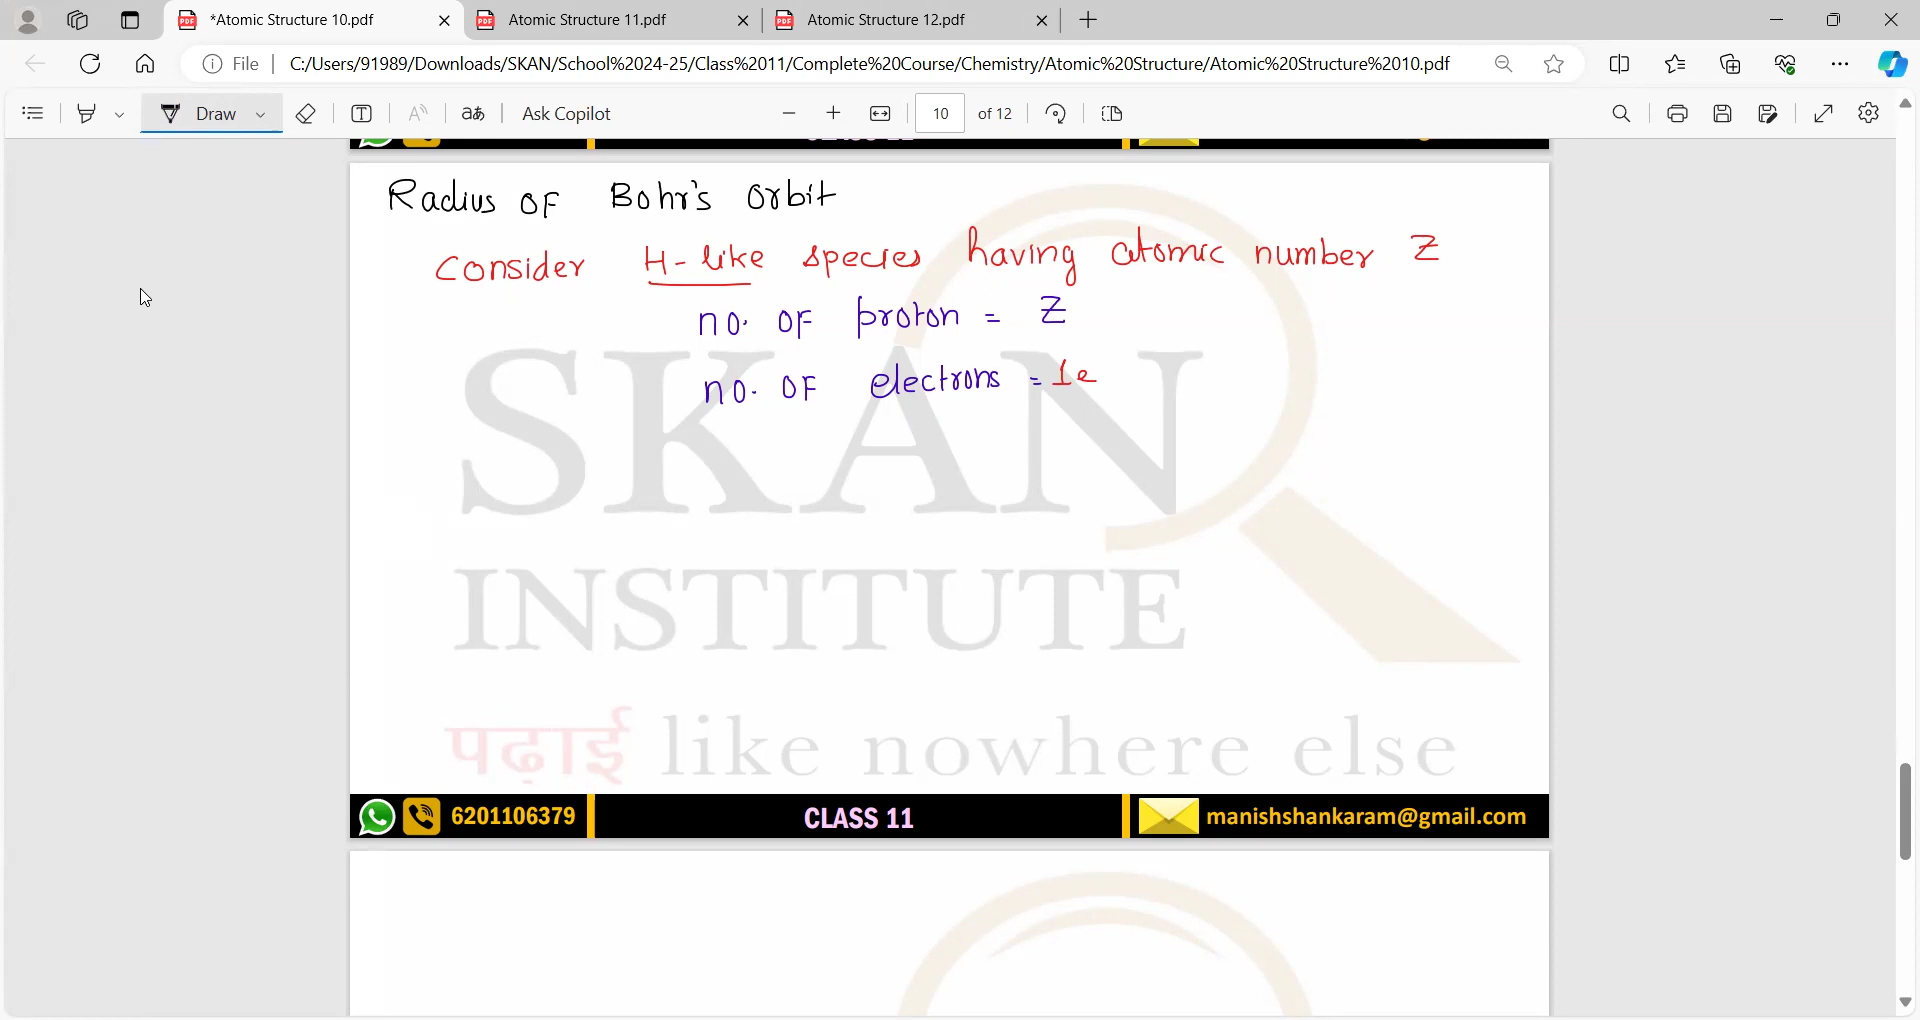 *Atomic Structure 10.pdf
Atomic Structure 11.pdf
Atomic Structure 12.pdf
File
C:/Users/91989/Downloads/SKAN/School%2024-25/Class%2011/Complete%20Course/Chemistry/Atomic%20Structure/Atomic%20Structure%2010.pdf
Draw
aあ
Ask Copilot
10 of 12
Radius OF Bohr's orbit
Consider H-like species having atomic number Z
no. OF proton = Z
no. OF electrons = 1e
SKAN
INSTITUTE
पढ़ाई like nowhere else
6201106379
CLASS 11
manishshankaram@gmail.com